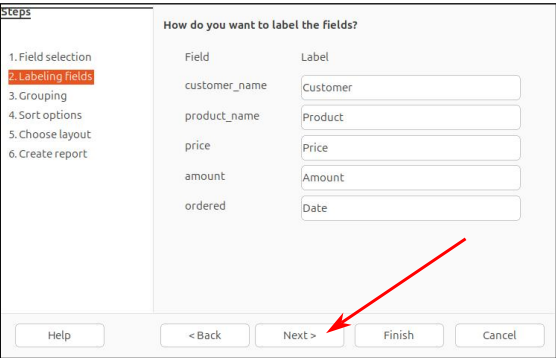 Steps
1. Field selection
2. Labeling fields
3. Grouping
4. Sort options
5. Choose layout
6. Create report
How do you want to label the fields?
Field Label
customer_name Customer
product_name Product
price Price
amount Amount
ordered Date
Help < Back Next > Finish Cancel